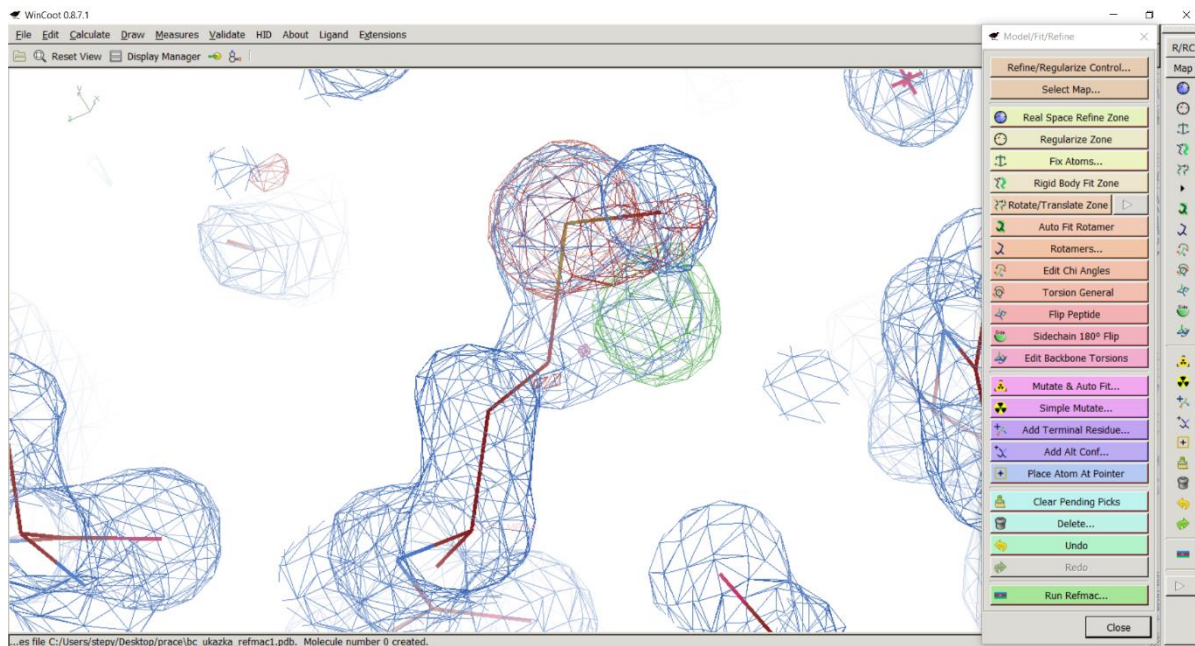 WinCoot 0.8.7.1
File Edit Calculate Draw Measures Validate HID About Ligand Extensions
Reset View Display Manager
Model/Fit/Refine
R/RC
Map
Refine/Regularize Control...
Select Map...
Real Space Refine Zone
Regularize Zone
Fix Atoms...
Rigid Body Fit Zone
Rotate/Translate Zone
Auto Fit Rotamer
Rotamers...
Edit Chi Angles
Torsion General
Flip Peptide
Sidechain 180° Flip
Edit Backbone Torsions
Mutate & Auto Fit...
Simple Mutate...
Add Terminal Residue...
Add Alt Conf...
Place Atom At Pointer
Clear Pending Picks
Delete...
Undo
Redo
Run Refmac...
Close
...es file C:/Users/stepy/Desktop/prace/bc_ukazka_refmac1.pdb. Molecule number 0 created.